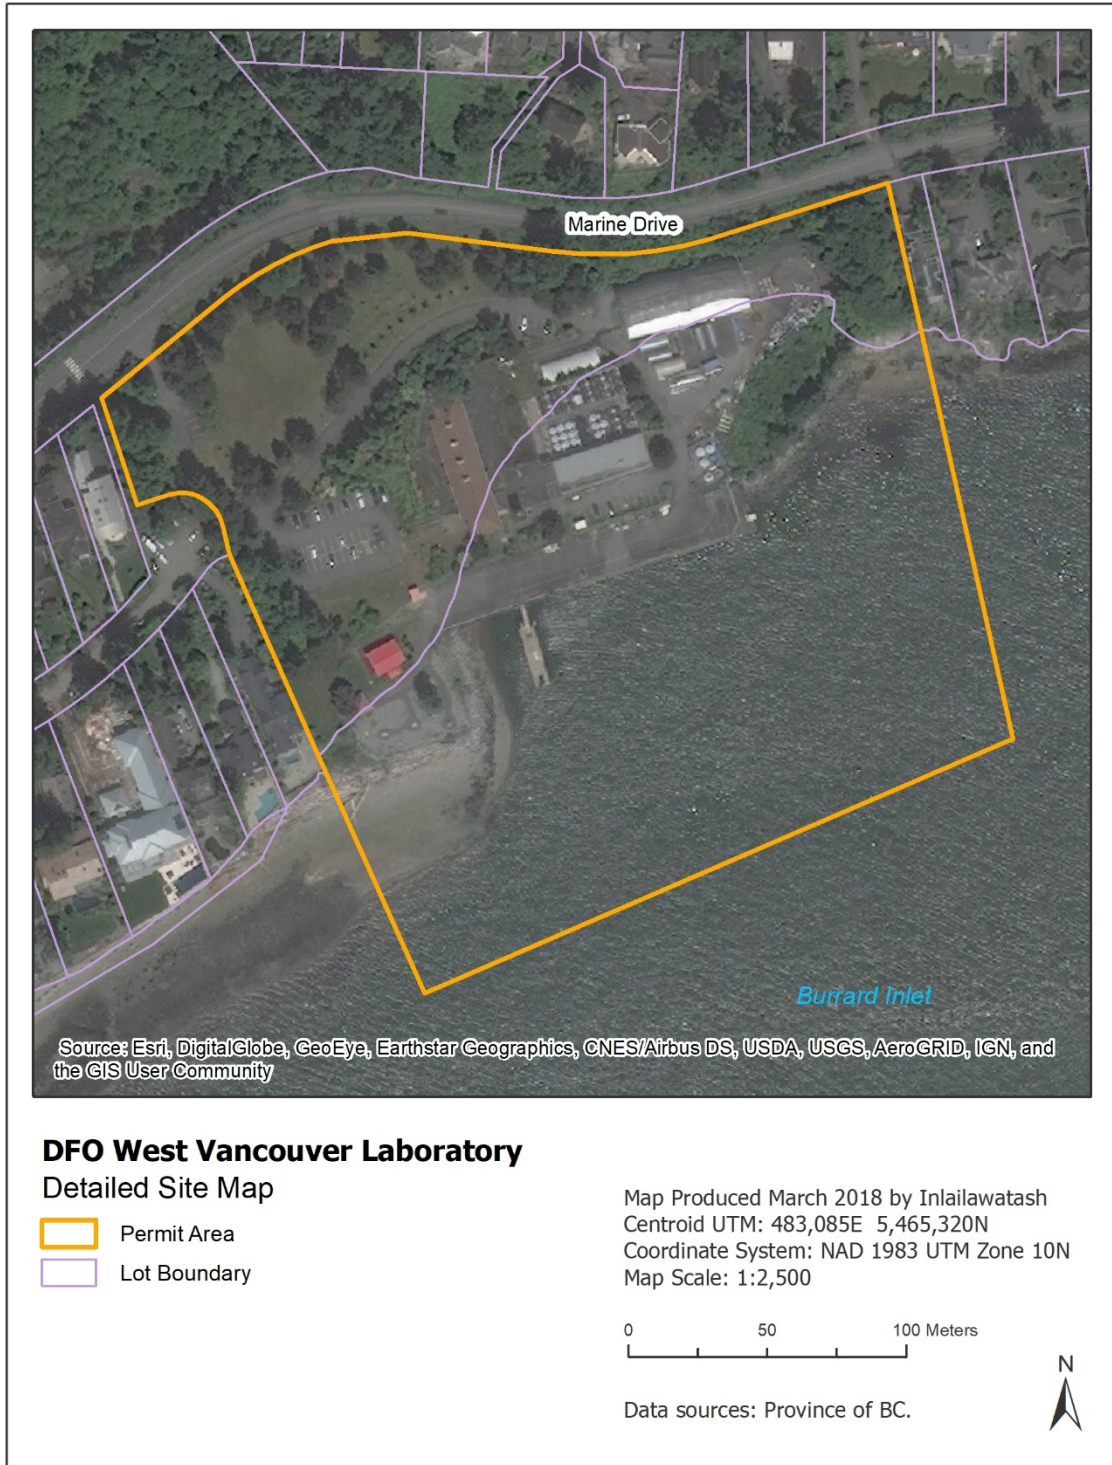 Marine Drive
Burrard Inlet
Source: Esri, DigitalGlobe, GeoEye, Earthstar Geographics, CNES/Airbus DS, USDA, USGS, AeroGRID, IGN, and
the GIS User Community
DFO West Vancouver Laboratory
Detailed Site Map
Permit Area
Lot Boundary
Map Produced March 2018 by Inlailawatash
Centroid UTM: 483,085E 5,465,320N
Coordinate System: NAD 1983 UTM Zone 10N
Map Scale: 1:2,500
0 50 100 Meters
N
Data sources: Province of BC.